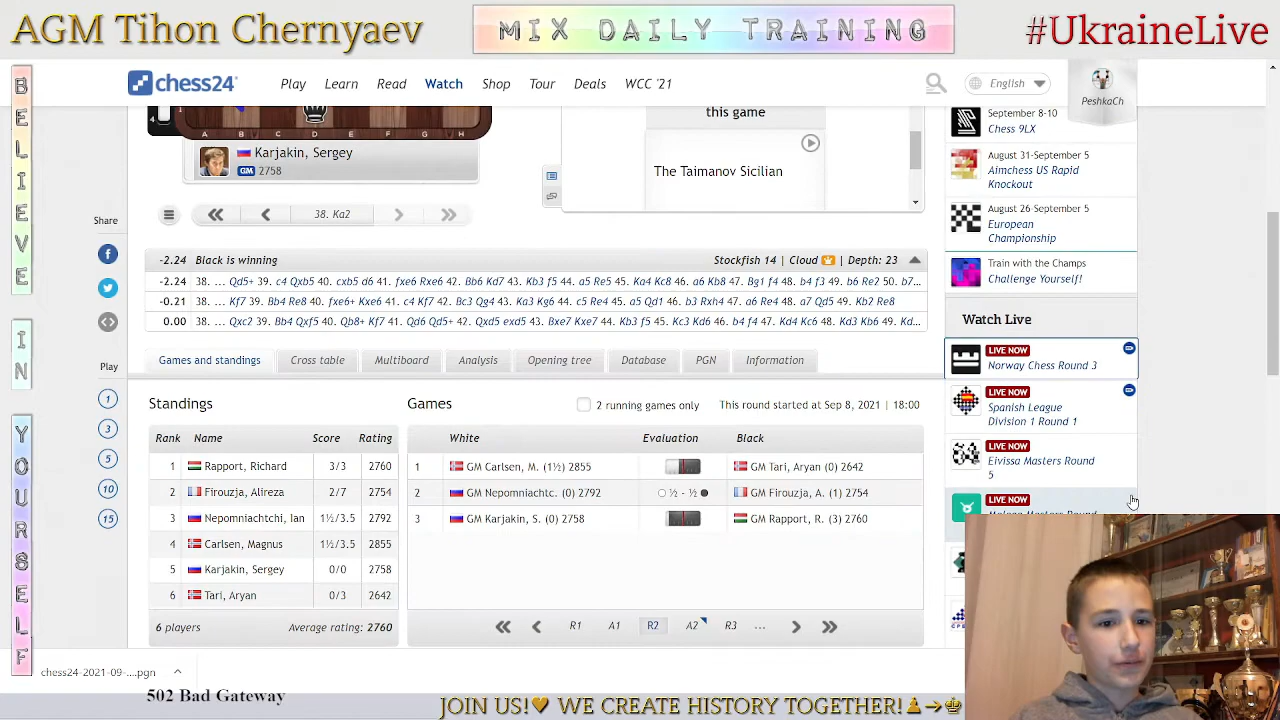 AGM Tihon Chernyaev
MIX DAILY TRAINING
#UkraineLive
BELIEVE
IN
YOURSELF
chess24
Play
Learn
Read
Watch
Shop
Tour
Deals
WCC '21
English
PeshkaCh
4
A B C D E F G H
Karjakin, Sergey
GM 2758
38. Ka2
this game
The Taimanov Sicilian
September 8-10
Chess 9LX
August 31-September 5
Aimchess US Rapid
Knockout
August 26-September 5
European
Championship
Train with the Champs
Challenge Yourself!
Share
Play
1
3
5
10
15
-2.24 Black is winning
Stockfish 14 | Cloud | Depth: 23
-2.24 38. ... Qd5+ 39. c4 Qxb5 40. cxb5 d6 41. fxe6 Rxe6 42. Bb6 Kd7 43. Kb3 f5 44. a5 Re5 45. Ka4 Kc8 46. Ba7 Kb8 47. Bg1 f4 48. b4 f3 49. b6 Re2 50. b7...
-0.21 38. ... Kf7 39. Bb4 Re8 40. fxe6+ Kxe6 41. c4 Kf7 42. Bc3 Qg4 43. Ka3 Kg6 44. c5 Re4 45. a5 Qd1 46. b3 Rxh4 47. a6 Re4 48. a7 Qd5 49. Kb2 Re8
0.00 38. ... Qxc2 39. Bb4 Qxf5 40. Qb8+ Kf7 41. Qd6 Qd5+ 42. Qxd5 exd5 43. Bxe7 Kxe7 44. Kb3 f5 45. Kc3 Kd6 46. b4 f4 47. Kd4 Kc6 48. Kd3 Kb6 49. Kd...
Games and standings
Multiboard
Analysis
Opening tree
Database
PGN
Information
Watch Live
LIVE NOW
Norway Chess Round 3
LIVE NOW
Spanish League
Division 1 Round 1
LIVE NOW
Eivissa Masters Round
5
LIVE NOW
Standings
Rank Name Score Rating
1 Rapport, Richard 3/3 2760
2 Firouzja, Alireza 2/7 2754
3 Nepomniachtchi, Ian 1½/3.5 2792
4 Carlsen, Magnus 1½/3.5 2855
5 Karjakin, Sergey 0/0 2758
6 Tari, Aryan 0/3 2642
6 players
Average rating: 2760
Games
2 running games only
This round started at Sep 8, 2021 | 18:00
White Evaluation Black
1 GM Carlsen, M. (1½) 2855 GM Tari, Aryan (0) 2642
2 GM Nepomniachtc. (0) 2792 ½ - ½ GM Firouzja, A. (1) 2754
3 GM Karjakin, S. (0) 2758 GM Rapport, R. (3) 2760
R1 A1 R2 A2 R3 ...
chess24-2021-09-....pgn
502 Bad Gateway
JOIN US! WE CREATE HISTORY TOGETHER!